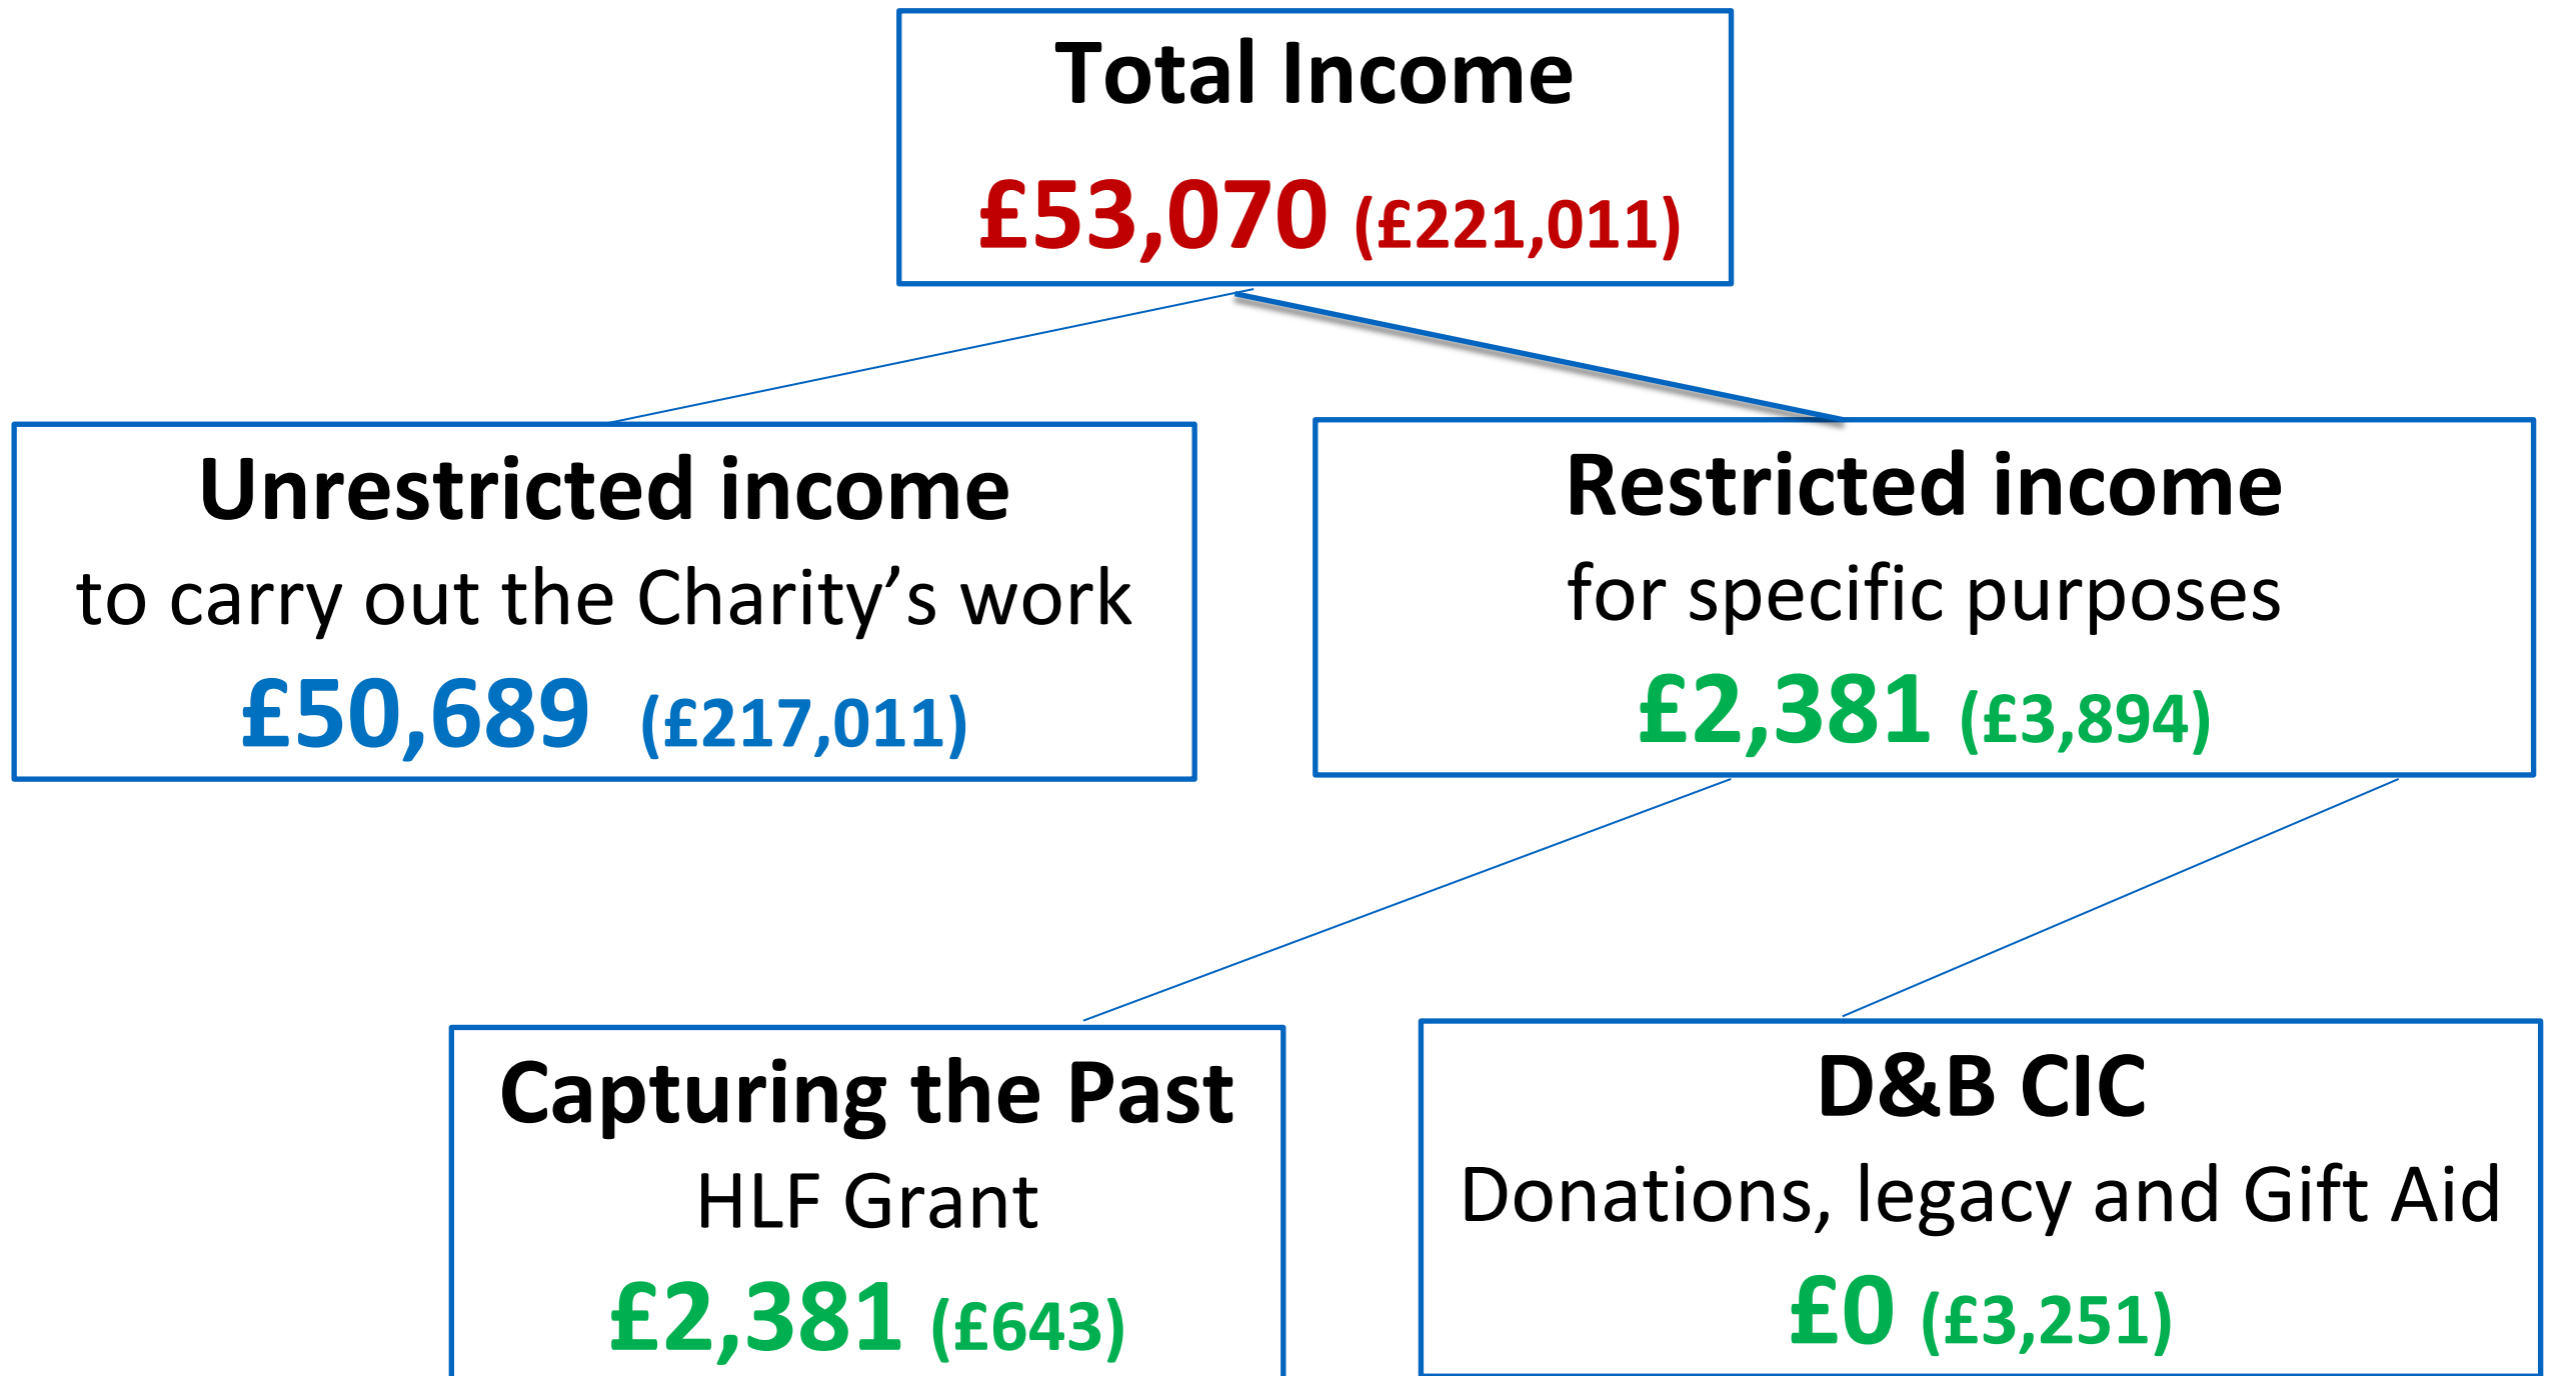 Total Income
£53,070 (£221,011)
Unrestricted income
to carry out the Charity’s work
£50,689 (£217,011)
Restricted income
for specific purposes
£2,381 (£3,894)
Capturing the Past
HLF Grant
£2,381 (£643)
D&B CIC
Donations, legacy and Gift Aid
£0 (£3,251)